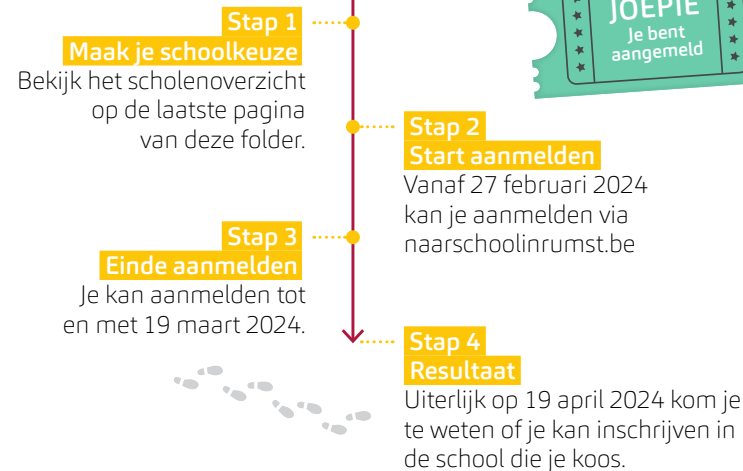 JOEPIE
Je bent
aangemeld
Stap 1
Maak je schoolkeuze
Bekijk het scholenoverzicht
op de laatste pagina
van deze folder.
Stap 2
Start aanmelden
Vanaf 27 februari 2024
kan je aanmelden via
naarschoolinrumst.be
Stap 3
Einde aanmelden
Je kan aanmelden tot
en met 19 maart 2024.
Stap 4
Resultaat
Uiterlijk op 19 april 2024 kom je
te weten of je kan inschrijven in
de school die je koos.